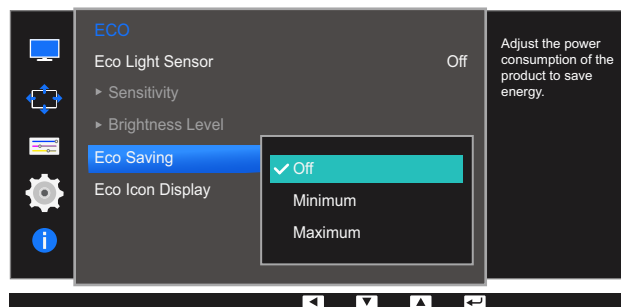 ECO
Eco Light Sensor Off
▸ Sensitivity
▸ Brightness Level
Eco Saving
Eco Icon Display
Off
Minimum
Maximum
Adjust the power
consumption of the
product to save
energy.